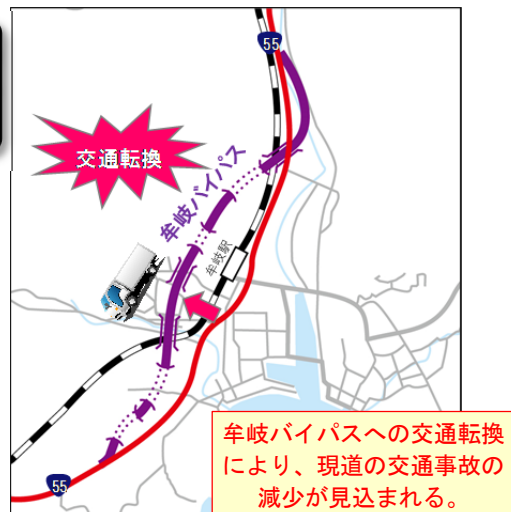 55
交通転換
牟岐バイパス
牟岐駅
55
牟岐バイパスへの交通転換
により、現道の交通事故の
減少が見込まれる。